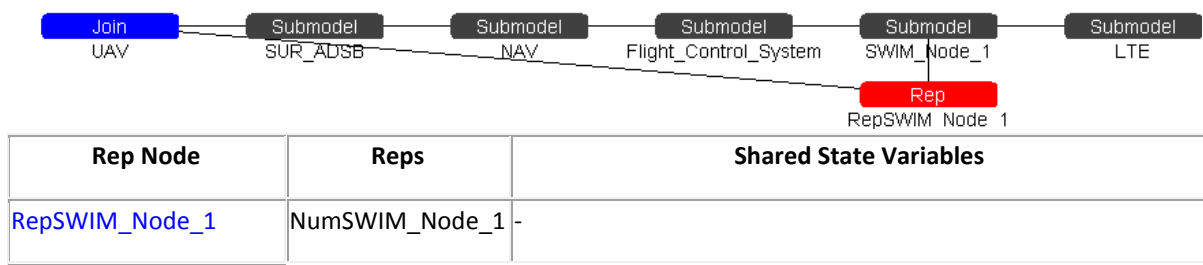 Join Submodel Submodel Submodel Submodel Submodel
UAV SUR_ADSB NAV Flight_Control_System SWIM_Node_1 LTE
Rep
RepSWIM_Node_1
Rep Node Reps Shared State Variables
RepSWIM_Node_1 NumSWIM_Node_1 -